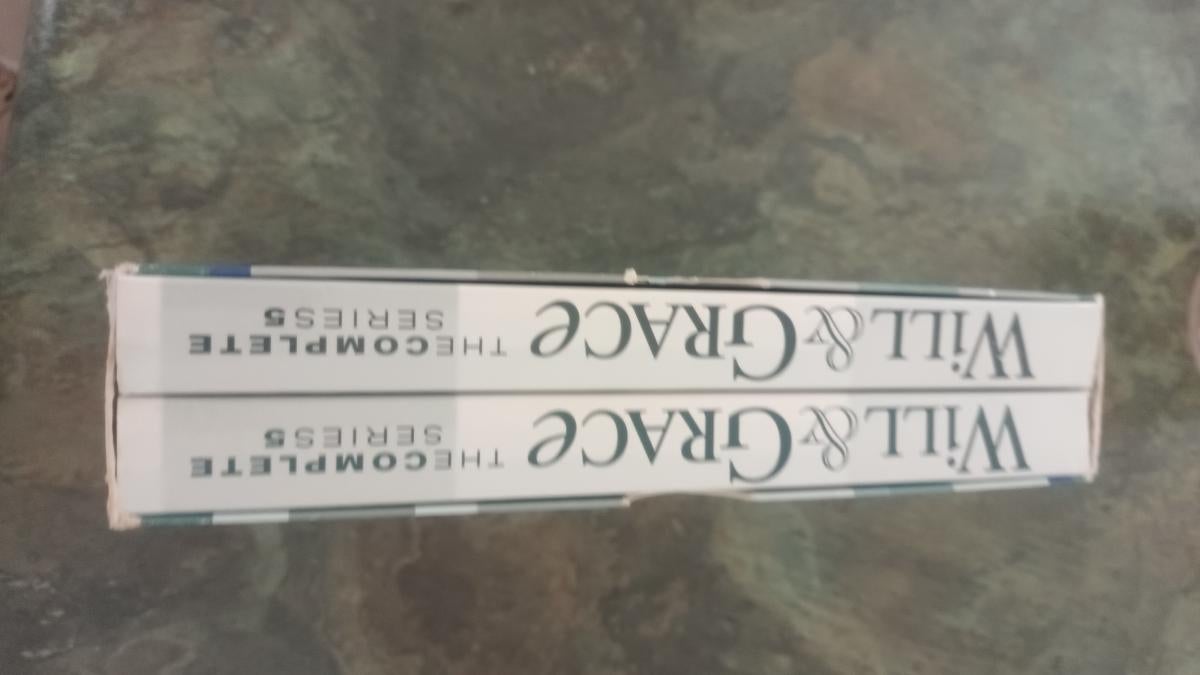 WiLL & GRACe
THE COMPLETE
SERIES 5
WiLL & GRACe
THE COMPLETE
SERIES 5